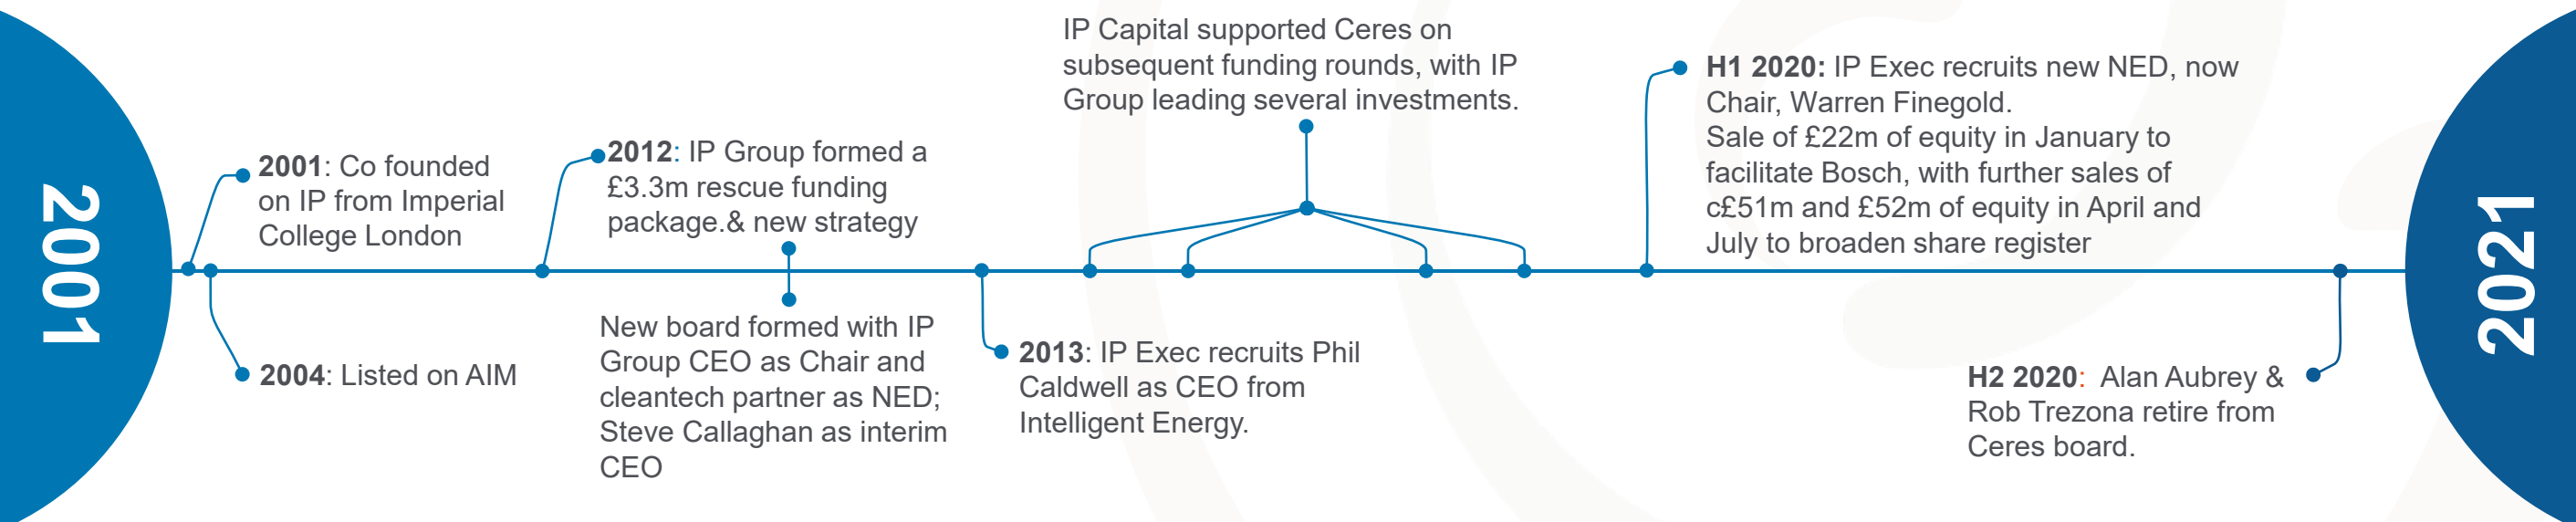 2001
2001: Co founded
on IP from Imperial
College London
2004: Listed on AIM
2012: IP Group formed a
£3.3m rescue funding
package.& new strategy
New board formed with IP
Group CEO as Chair and
cleantech partner as NED;
Steve Callaghan as interim
CEO
2013: IP Exec recruits Phil
Caldwell as CEO from
Intelligent Energy.
IP Capital supported Ceres on
subsequent funding rounds, with IP
Group leading several investments.
H1 2020: IP Exec recruits new NED, now
Chair, Warren Finegold.
Sale of £22m of equity in January to
facilitate Bosch, with further sales of
c£51m and £52m of equity in April and
July to broaden share register
H2 2020: Alan Aubrey &
Rob Trezona retire from
Ceres board.
2021